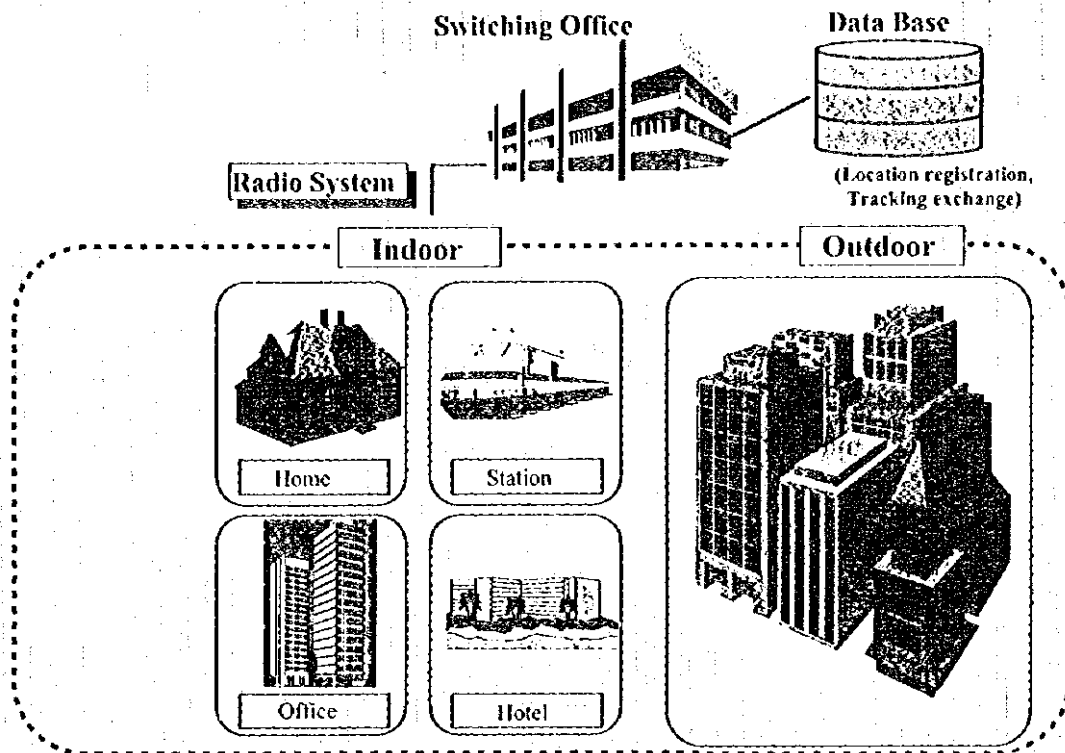 Switching Office
Data Base
Radio System
(Location registration,
Tracking exchange)
Indoor
Outdoor
Home
Station
Office
Hotel